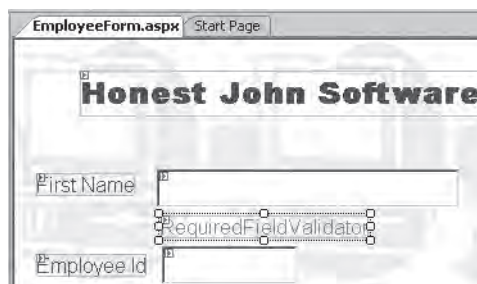 EmployeeForm.aspx Start Page
Honest John Software
First Name
RequiredFieldValidator
Employee Id